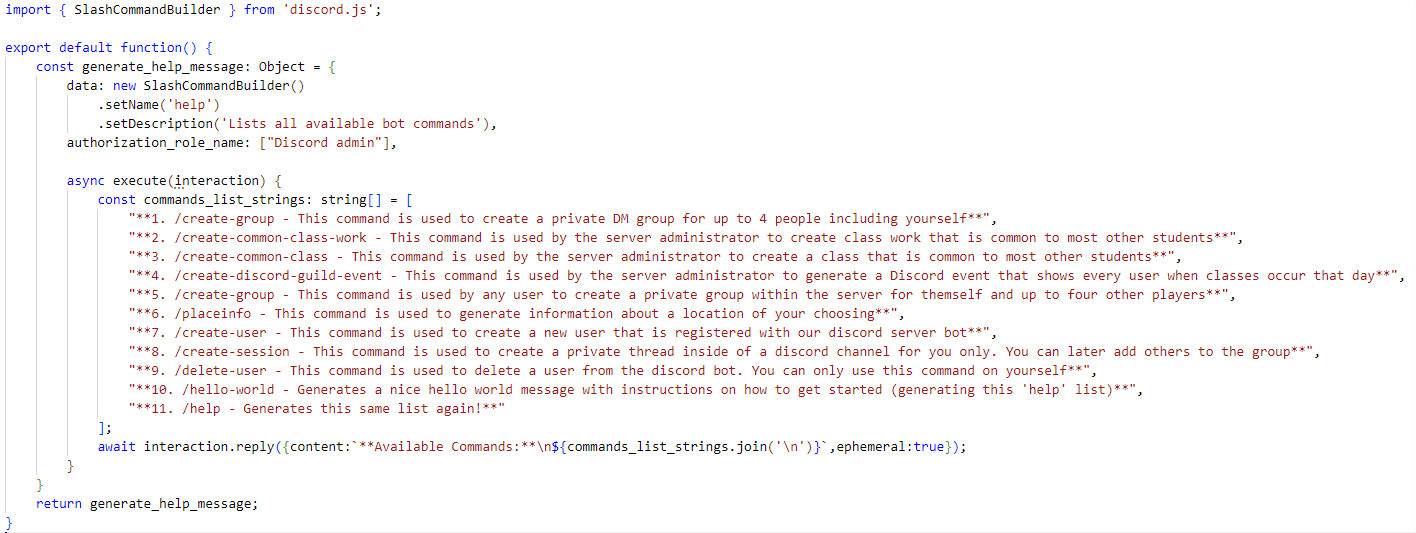 import { SlashCommandBuilder } from 'discord.js';

export default function() {
    const generate_help_message: Object = {
        data: new SlashCommandBuilder()
            .setName('help')
            .setDescription('Lists all available bot commands'),
        authorization_role_name: ["Discord admin"],

        async execute(interaction) {
            const commands_list_strings: string[] = [
                "**1. /create-group - This command is used to create a private DM group for up to 4 people including yourself**",
                "**2. /create-common-class-work - This command is used by the server administrator to create class work that is common to most other students**",
                "**3. /create-common-class - This command is used by the server administrator to create a class that is common to most other students**",
                "**4. /create-discord-guild-event - This command is used by the server administrator to generate a Discord event that shows every user when classes occur that day**",
                "**5. /create-group - This command is used by any user to create a private group within the server for themself and up to four other players**",
                "**6. /placeinfo - This command is used to generate information about a location of your choosing**",
                "**7. /create-user - This command is used to create a new user that is registered with our discord server bot**",
                "**8. /create-session - This command is used to create a private thread inside of a discord channel for you only. You can later add others to the group**",
                "**9. /delete-user - This command is used to delete a user from the discord bot. You can only use this command on yourself**",
                "**10. /hello-world - Generates a nice hello world message with instructions on how to get started (generating this 'help' list)**",
                "**11. /help - Generates this same list again!**"
            ];
            await interaction.reply({content:`**Available Commands:**\n${commands_list_strings.join('\n')}`,ephemeral:true});
        }
    }
    return generate_help_message;
}